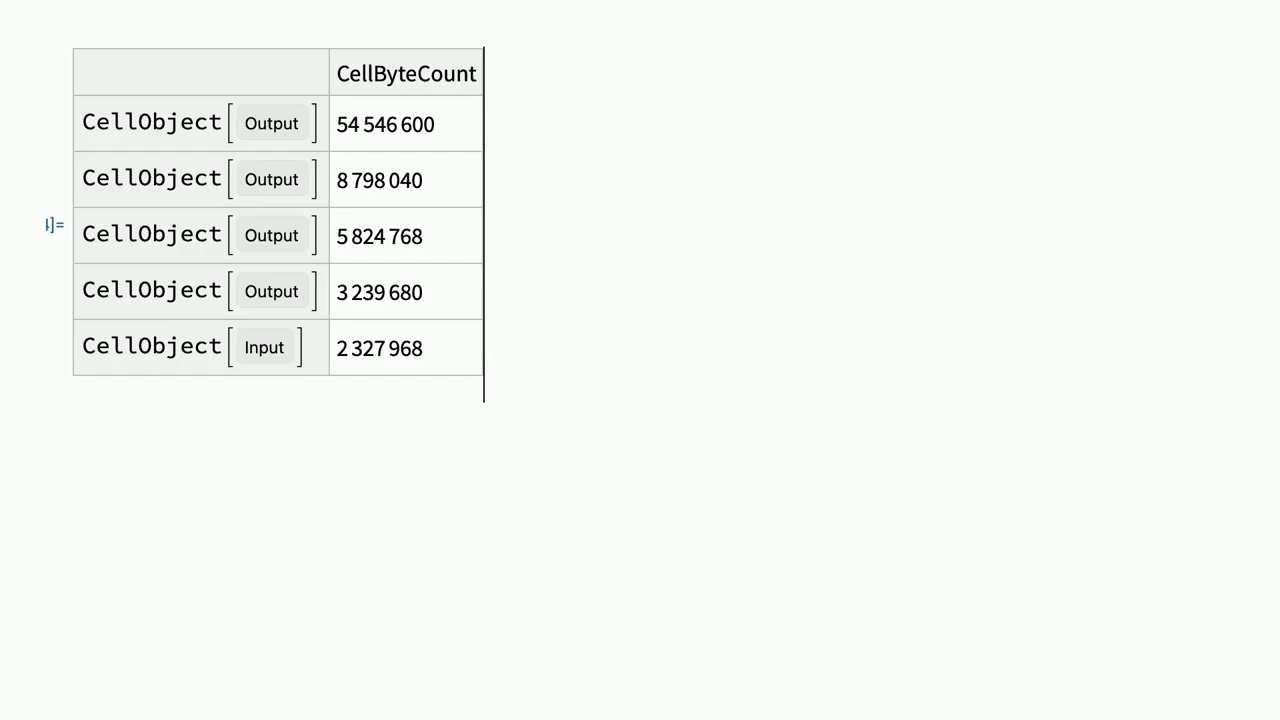 CellByteCount
CellObject[ Output ] 54 546 600
CellObject[ Output ] 8 798 040
]=
CellObject[ Output ] 5 824 768
CellObject[ Output ] 3 239 680
CellObject[ Input ] 2 327 968